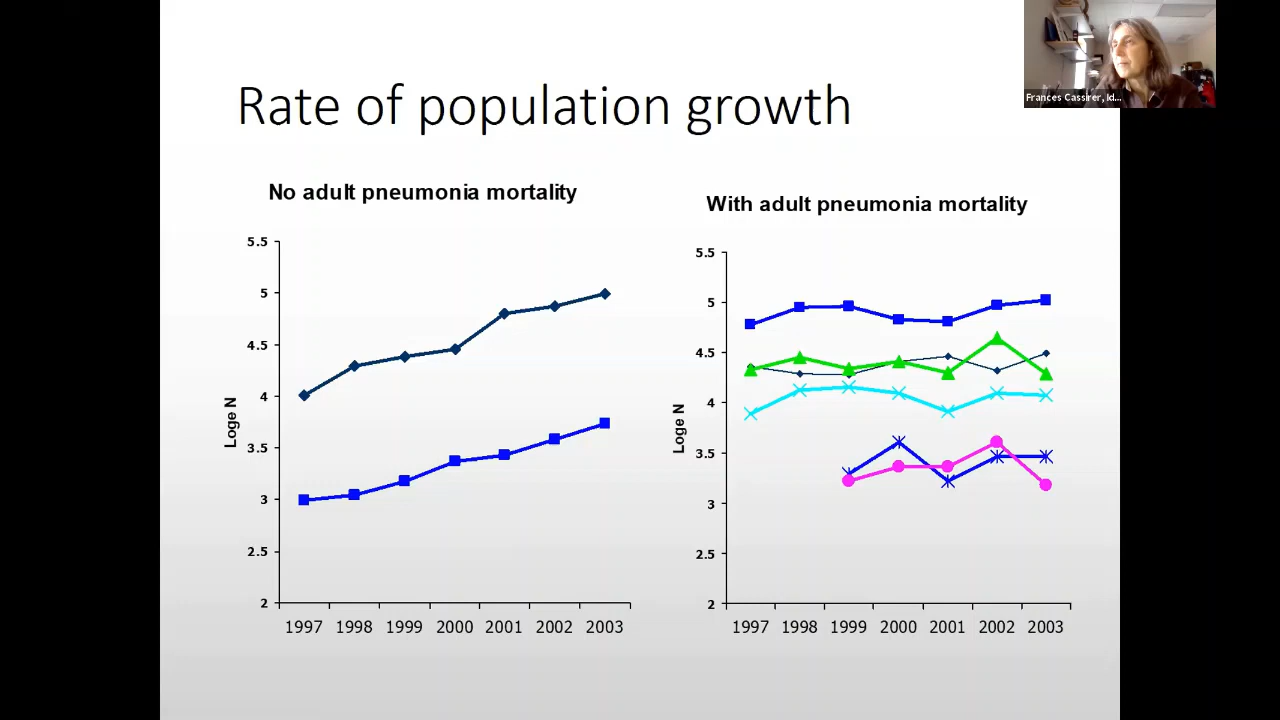 Frances Cassirer, Id...
Rate of population growth
No adult pneumonia mortality
5.5
5
4.5
4
3.5
3
2.5
2
Loge N
1997 1998 1999 2000 2001 2002 2003
With adult pneumonia mortality
5.5
5
4.5
4
3.5
3
2.5
2
Loge N
1997 1998 1999 2000 2001 2002 2003